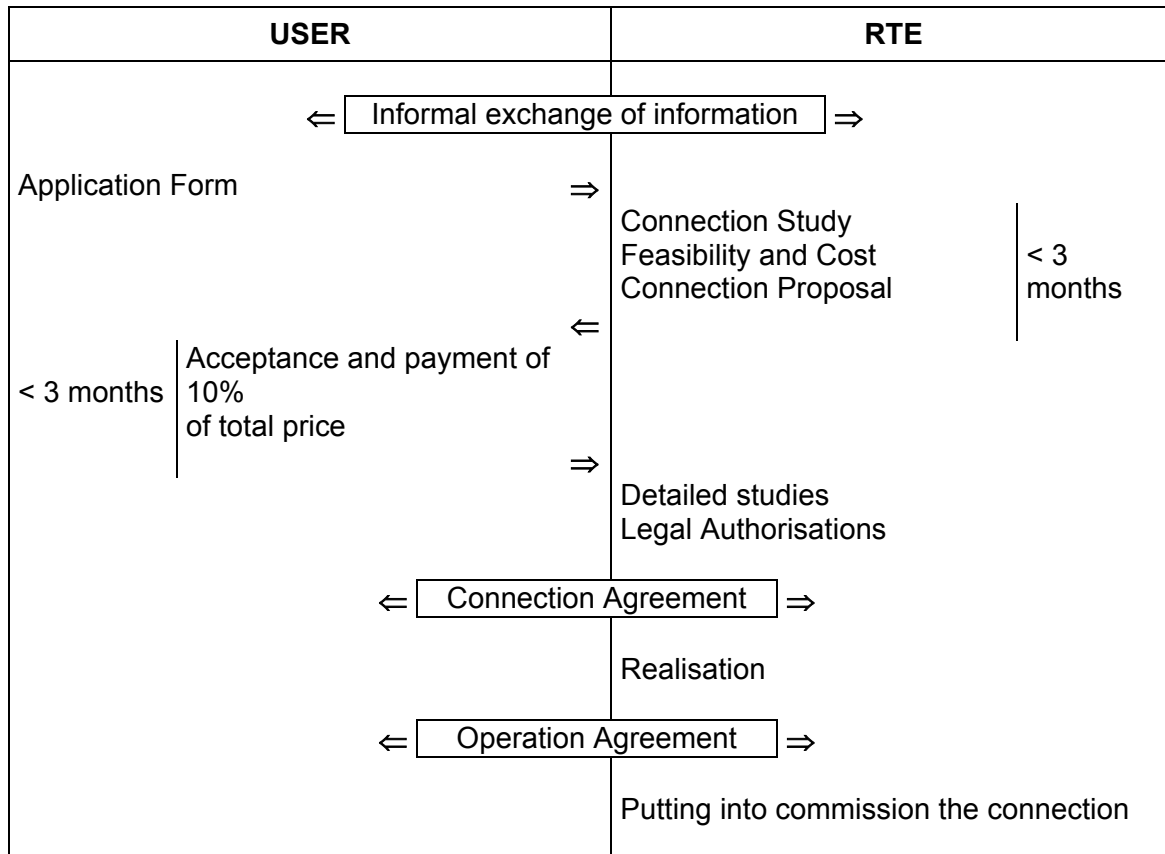 USER RTE
⇐ Informal exchange of information ⇒
Application Form ⇒
Connection Study
Feasibility and Cost
< 3
Connection Proposal
months
⇐
Acceptance and payment of
< 3 months
10%
of total price
⇒
Detailed studies
Legal Authorisations
⇐ Connection Agreement ⇒
Realisation
⇐ Operation Agreement ⇒
Putting into commission the connection